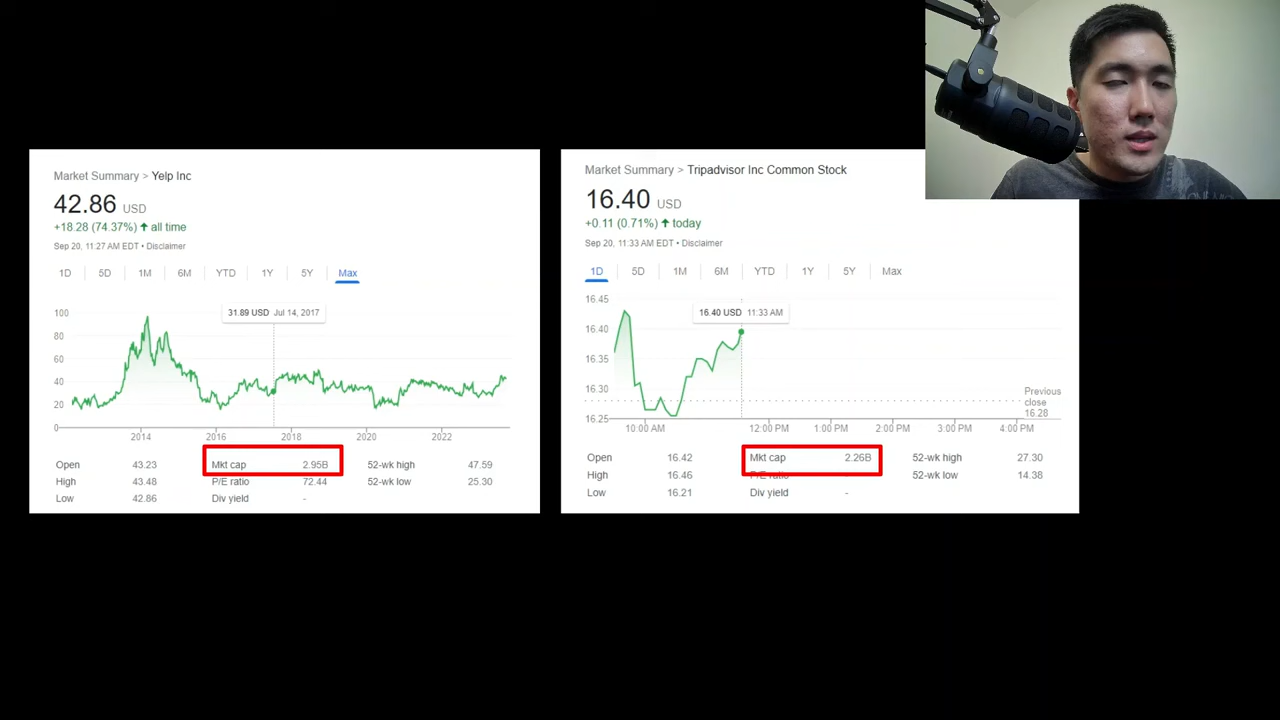 Market Summary > Yelp Inc
42.86 USD
+18.28 (74.37%) ↑ all time
Sep 20, 11:27 AM EDT • Disclaimer
1D 5D 1M 6M YTD 1Y 5Y Max
31.89 USD Jul 14, 2017
100
80
60
40
20
0
2014 2016 2018 2020 2022
Open 43.23 Mkt cap 2.95B 52-wk high 47.59
High 43.48 P/E ratio 72.44 52-wk low 25.30
Low 42.86 Div yield -
Market Summary > Tripadvisor Inc Common Stock
16.40 USD
+0.11 (0.71%) ↑ today
Sep 20, 11:33 AM EDT • Disclaimer
1D 5D 1M 6M YTD 1Y 5Y Max
16.40 USD 11:33 AM
16.45
16.40
16.35
16.30
16.25
Previous
close
16.28
10:00 AM 12:00 PM 1:00 PM 2:00 PM 3:00 PM 4:00 PM
Open 16.42 Mkt cap 2.26B 52-wk high 27.30
High 16.46 P/E ratio - 52-wk low 14.38
Low 16.21 Div yield -